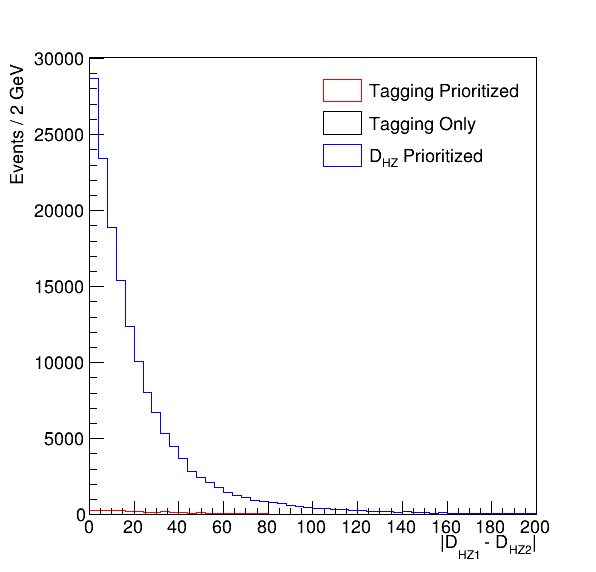 Events / 2 GeV
30000
25000
20000
15000
10000
5000
0
Tagging Prioritized
Tagging Only
D_HZ Prioritized
0 20 40 60 80 100 120 140 160 180 200
|D_HZ1 - D_HZ2|